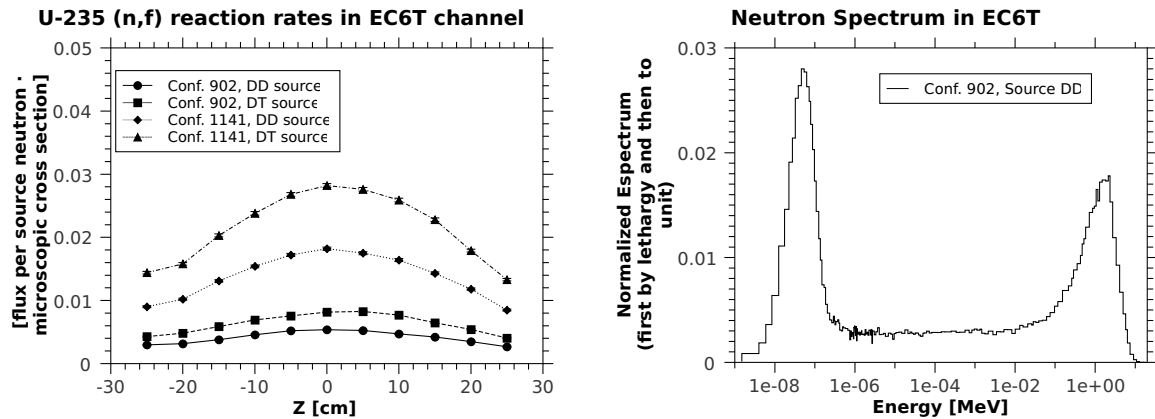 U-235 (n,f) reaction rates in EC6T channel
[flux per source neutron ·
microscopic cross section]
0.05
0.04
0.03
0.02
0.01
0
Conf. 902, DD source
Conf. 902, DT source
Conf. 1141, DD source
Conf. 1141, DT source
-30 -20 -10 0 10 20 30
Z [cm]
Neutron Spectrum in EC6T
Normalized Espectrum
(first by lethargy and then to
unit)
0.03
0.02
0.01
0
Conf. 902, Source DD
1e-08 1e-06 1e-04 1e-02 1e+00
Energy [MeV]